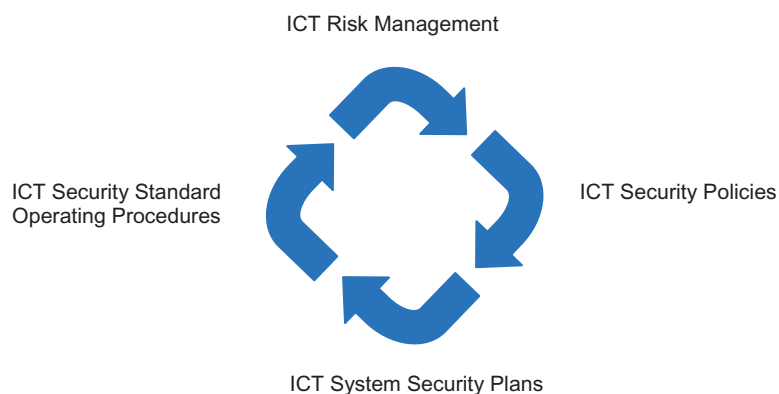 ICT Risk Management
ICT Security Standard
Operating Procedures
ICT Security Policies
ICT System Security Plans